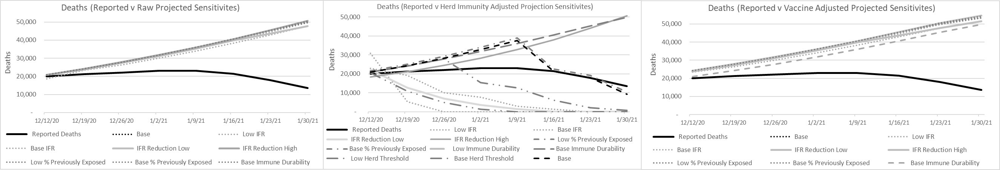 Deaths (Reported v Raw Projected Sensitivites)
50,000
40,000
30,000
20,000
10,000
-
Deaths
12/12/20 12/19/20 12/26/20 1/2/21 1/9/21 1/16/21 1/23/21 1/30/21
Reported Deaths Base Low IFR
Base IFR IFR Reduction Low IFR Reduction High
Low % Previously Exposed Base % Previously Exposed Base Immune Durability
Deaths (Reported v Herd Immunity Adjusted Projection Sensitivites)
50,000
40,000
30,000
20,000
10,000
-
Deaths
12/12/20 12/19/20 12/26/20 1/2/21 1/9/21 1/16/21 1/23/21 1/30/21
Reported Deaths Low IFR Base IFR
IFR Reduction Low IFR Reduction High Low % Previously Exposed
Base % Previously Exposed Low Immune Durability Base Immune Durability
Low Herd Threshold Base Herd Threshold Base
Deaths (Reported v Vaccine Adjusted Projected Sensitivites)
50,000
40,000
30,000
20,000
10,000
-
Deaths
12/12/20 12/19/20 12/26/20 1/2/21 1/9/21 1/16/21 1/23/21 1/30/21
Reported Deaths Base Low IFR
Base IFR IFR Reduction Low IFR Reduction High
Low % Previously Exposed Base % Previously Exposed Base Immune Durability